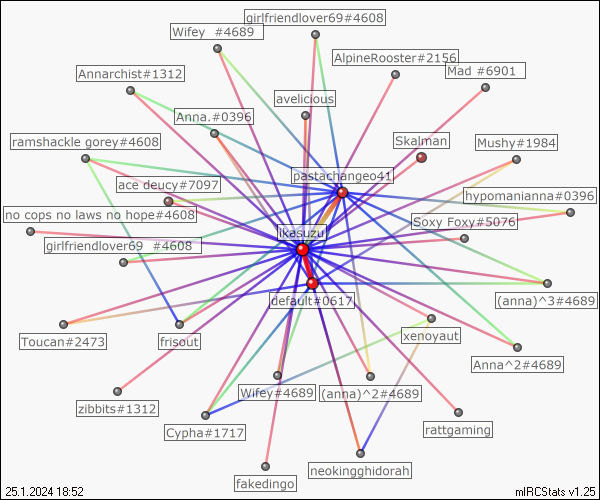 girlfriendlover69#4608
Wifey  #4689
AlpineRooster#2156
Mad #6901
Annarchist#1312
avelicious
Anna.#0396
Skalman
Mushy#1984
ramshackle gorey#4608
pastachangeo41
ace deucy#7097
hypomanianna#0396
no cops no laws no hope#4608
Soxy Foxy#5076
ikasuzu
girlfriendlover69  #4608
default#0617
(anna)^3#4689
Toucan#2473
frisout
xenoyaut
Anna^2#4689
Wifey#4689
(anna)^2#4689
zibbits#1312
rattgaming
Cypha#1717
neokingghidorah
fakedingo
25.1.2024 18:52
mIRCStats v1.25